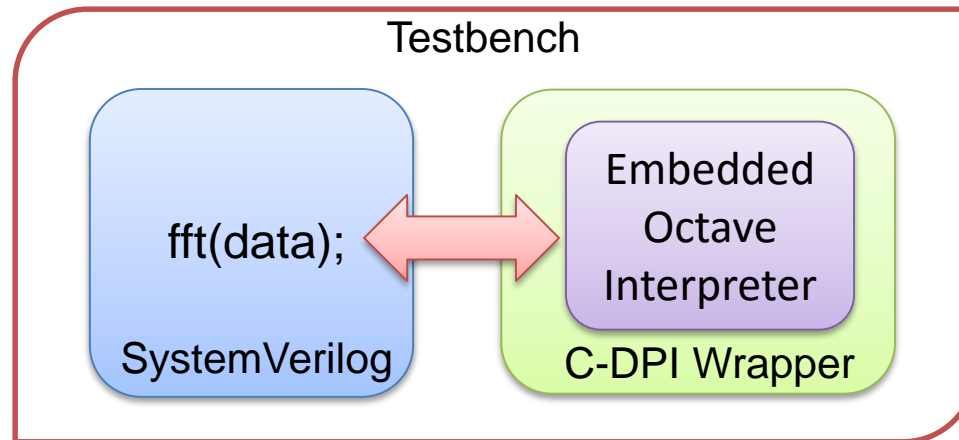 Testbench
fft(data);
SystemVerilog
Embedded
Octave
Interpreter
C-DPI Wrapper